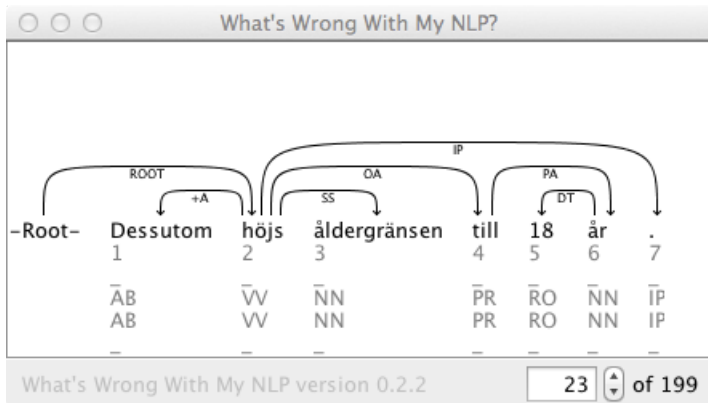 What's Wrong With My NLP?
IP
ROOT OA PA
+A SS DT
-Root- Dessutom höjs åldergränsen till 18 år .
1 2 3 4 5 6 7
_ _ _ _ _ _ _
AB VV NN PR RO NN IP
AB VV NN PR RO NN IP
_ _ _ _ _ _ _
What's Wrong With My NLP version 0.2.2 23 of 199